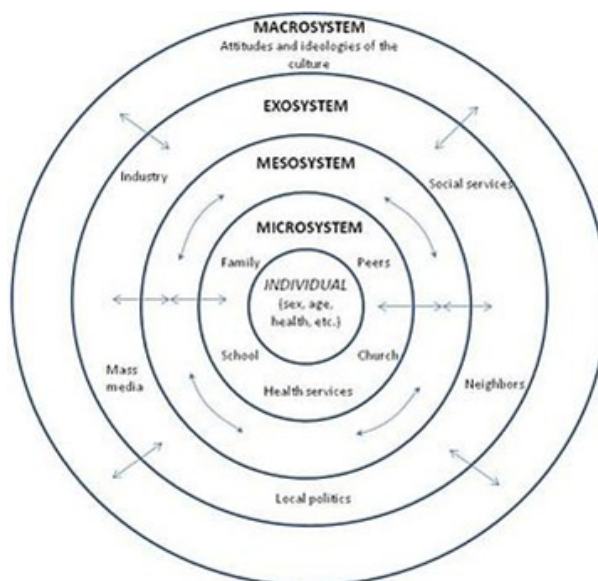 MACROSYSTEM
Attitudes and ideologies of the
culture
EXOSYSTEM
MESOSYSTEM
Industry
Social services
MICROSYSTEM
Family
Peers
INDIVIDUAL
(sex, age,
health, etc.)
School
Church
Mass
media
Health services
Neighbors
Local politics